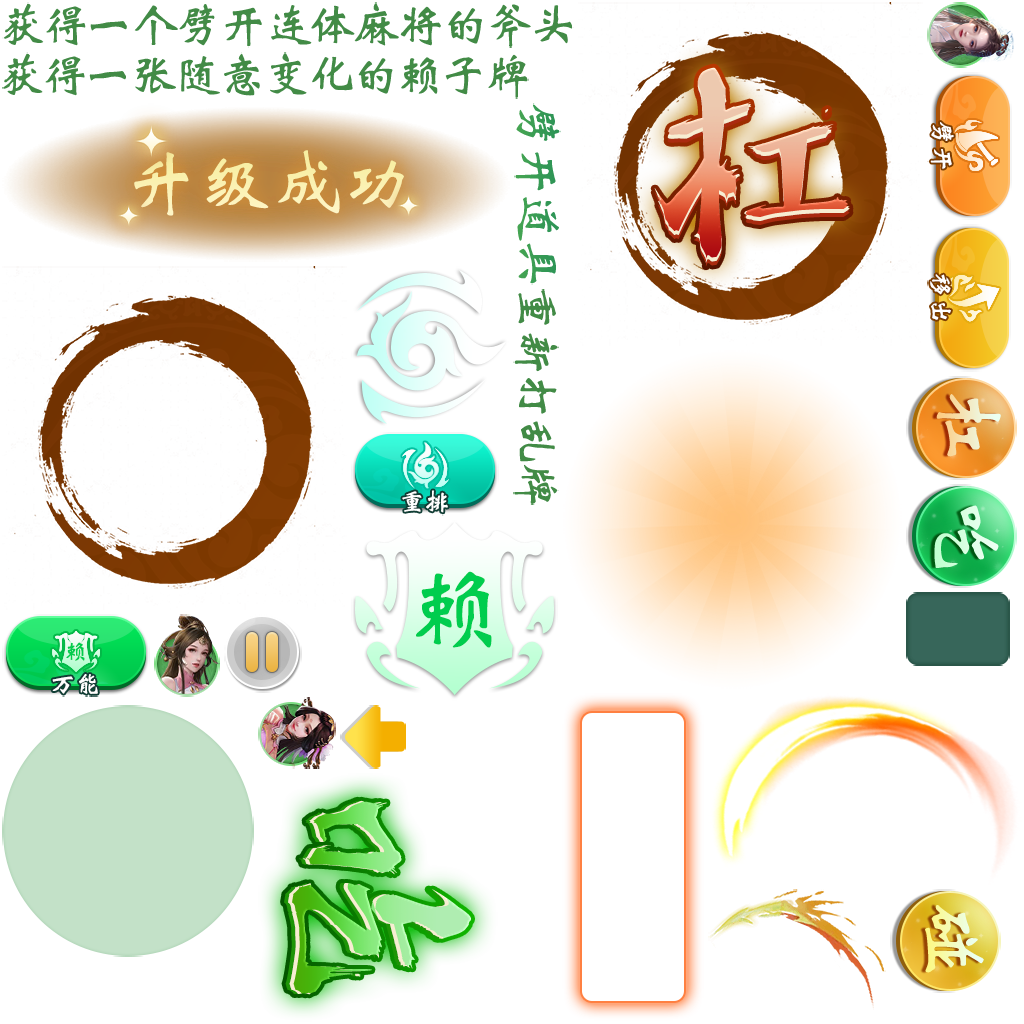 获得一个劈开连体麻将的斧头
获得一张随意变化的赖子牌
升级成功
劈开道具重新打乱牌
杠
劈开
移出
杠
吃
重排
赖
赖
万能
吃
碰